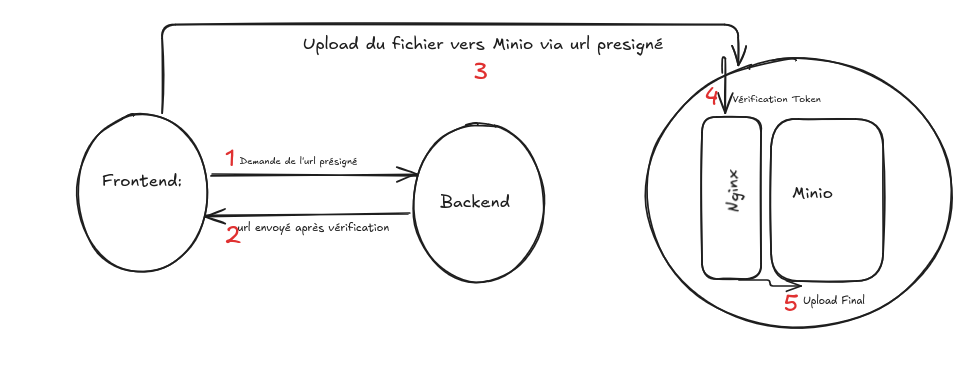 Upload du fichier vers Minio via url presigné
3
4
Vérification Token
1
Demande de l'url présigné
Frontend:
Backend
Nginx
Minio
2
url envoyé après vérification
5
Upload Final